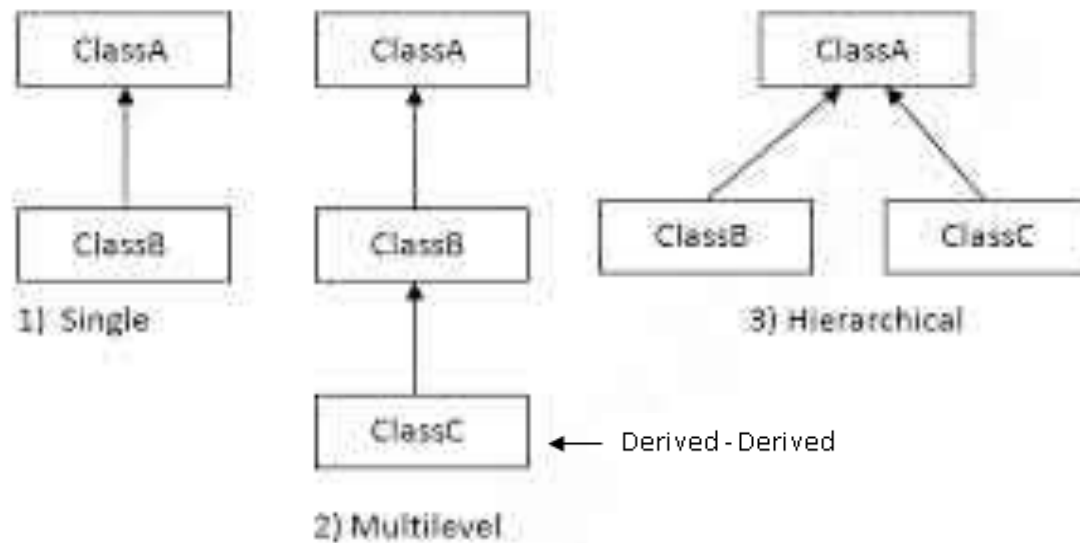 ClassA
ClassB
1) Single
ClassA
ClassB
ClassC
Derived - Derived
2) Multilevel
ClassA
ClassB
ClassC
3) Hierarchical